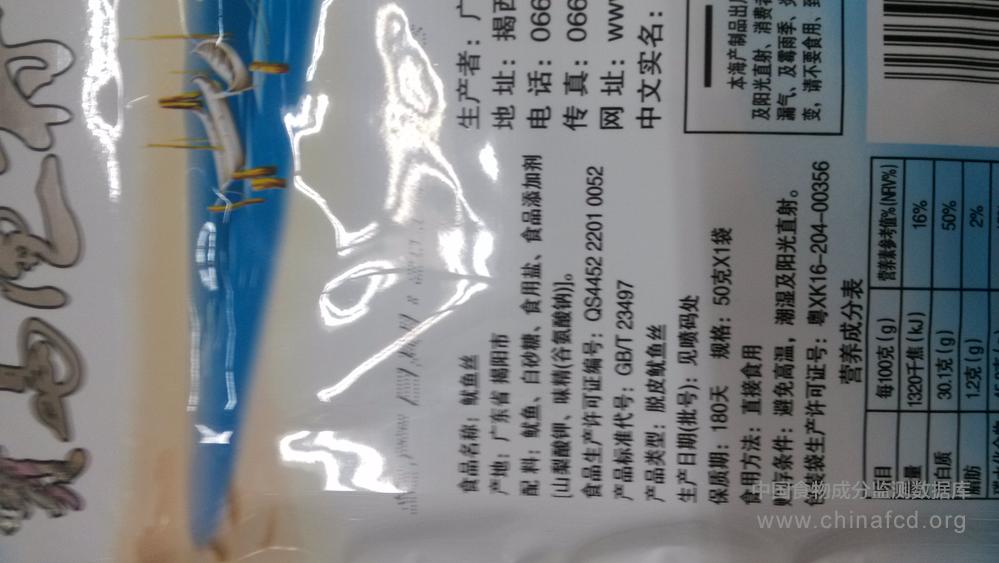 食品名称：鱿鱼丝
产地：广东省 揭阳市
配料：鱿鱼、白砂糖、食用盐、食品添加剂
[山梨酸钾、味精(谷氨酸钠)]。
食品生产许可证编号：QS4452 2201 0052
产品标准代号：GB/T 23497
产品类型：脱皮鱿鱼丝
生产日期(批号)：见喷码处
保质期：180天 规格：50克X1袋
食用方法：直接食用
条件：避免高温，潮湿及阳光直射。
装袋生产许可证号：粤XK16-204-00356
营养成分表
项目 每100克(g) 营养素参考值%(NRV%)
量 1320千焦(kJ) 16%
蛋白质 30.1克(g) 50%
脂肪 1.2克(g) 2%
生产者：广
地址：揭西
电话：066
传真：066
网址：ww
中文实名：
本海产制品出
及阳光直射、消费者
漏气、及霉雨季、
变，请不要食用、到
中国食物成分监测数据库
www.chinafcd.org